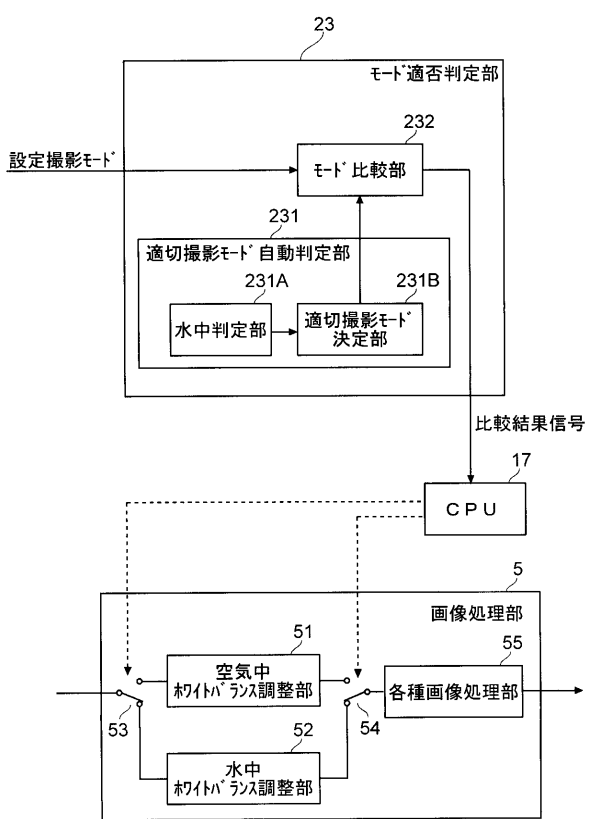 23
モード適否判定部
232
設定撮影モード
モード比較部
231
適切撮影モード自動判定部
231A
231B
水中判定部
適切撮影モード
決定部
比較結果信号
17
CPU
5
画像処理部
51
空気中
ホワイトバランス調整部
55
各種画像処理部
53
54
52
水中
ホワイトバランス調整部